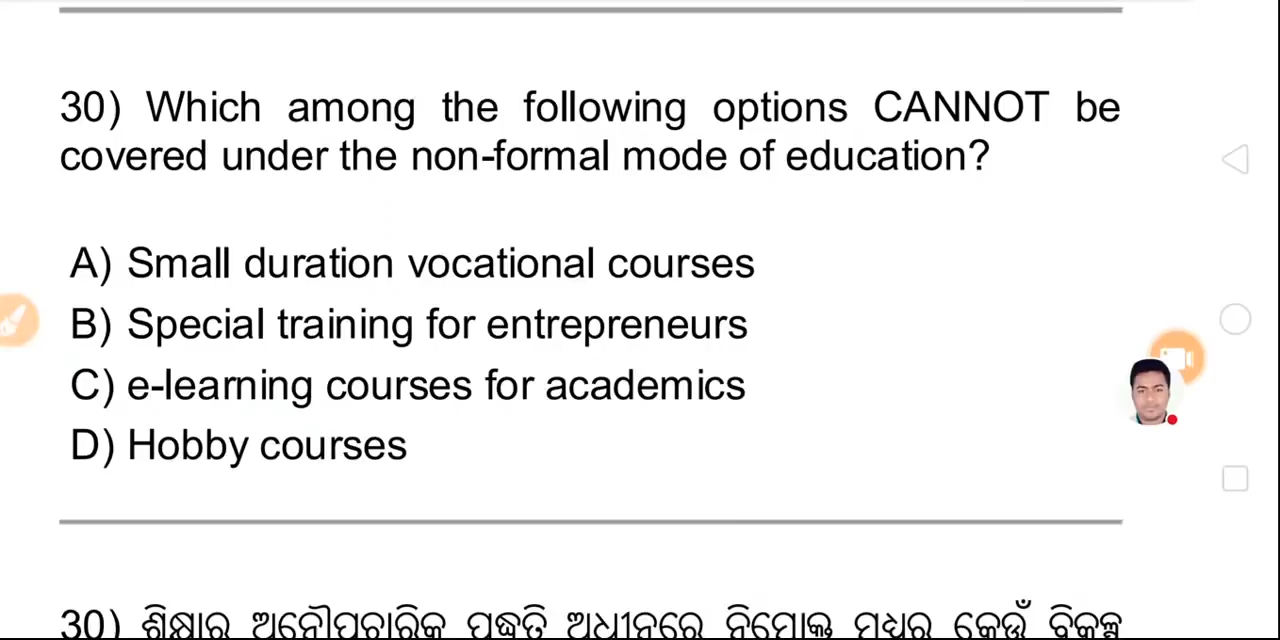 30) Which among the following options CANNOT be
covered under the non-formal mode of education?
A) Small duration vocational courses
B) Special training for entrepreneurs
C) e-learning courses for academics
D) Hobby courses
30) ଶିକ୍ଷାର ଅନୌପଚାରିକ ପଦ୍ଧତି ଅଧୀନରେ ନିମ୍ନୋକ୍ତ ମଧ୍ୟରୁ କେଉଁ ବିକଳ୍ପ